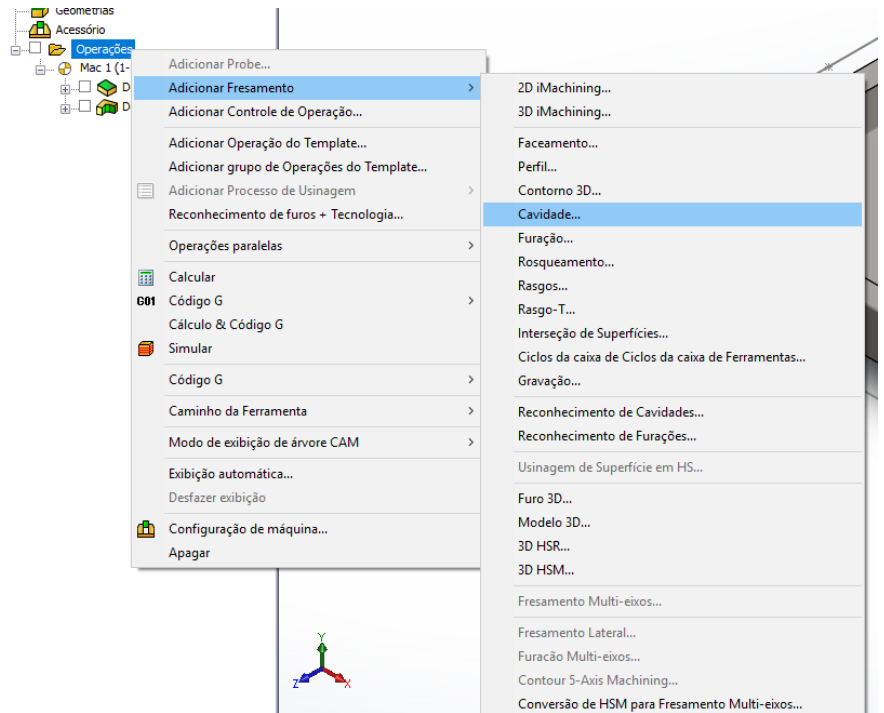 Geometrias
Acessório
Operações
Mac 1 (1-
D
D
Adicionar Probe...
Adicionar Fresamento
Adicionar Controle de Operação...
Adicionar Operação do Template...
Adicionar grupo de Operações do Template...
Adicionar Processo de Usinagem
Reconhecimento de furos + Tecnologia...
Operações paralelas
Calcular
G01 Código G
Cálculo & Código G
Simular
Código G
Caminho da Ferramenta
Modo de exibição de árvore CAM
Exibição automática...
Desfazer exibição
Configuração de máquina...
Apagar
2D iMachining...
3D iMachining...
Faceamento...
Perfil...
Contorno 3D...
Cavidade...
Furação...
Rosqueamento...
Rasgos...
Rasgo-T...
Interseção de Superfícies...
Ciclos da caixa de Ciclos da caixa de Ferramentas...
Gravação...
Reconhecimento de Cavidades...
Reconhecimento de Furações...
Usinagem de Superfície em HS...
Furo 3D...
Modelo 3D...
3D HSR...
3D HSM...
Fresamento Multi-eixos...
Fresamento Lateral...
Furacão Multi-eixos...
Contour 5-Axis Machining...
Conversão de HSM para Fresamento Multi-eixos...
Y
Z
X